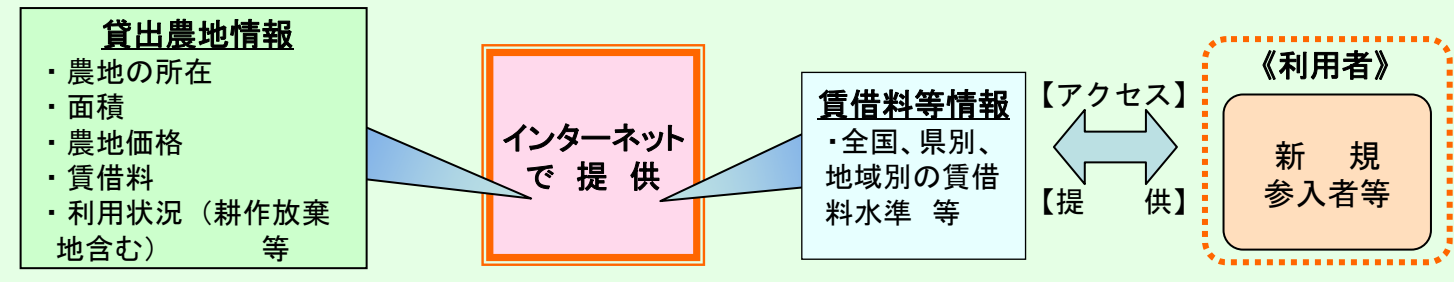 貸出農地情報
・農地の所在
・面積
・農地価格
・賃借料
・利用状況（耕作放棄
地含む）　等
インターネット
で 提 供
賃借料等情報
・全国、県別、
地域別の賃借
料水準 等
【アクセス】
【提　供】
《利用者》
新　規
参入者等